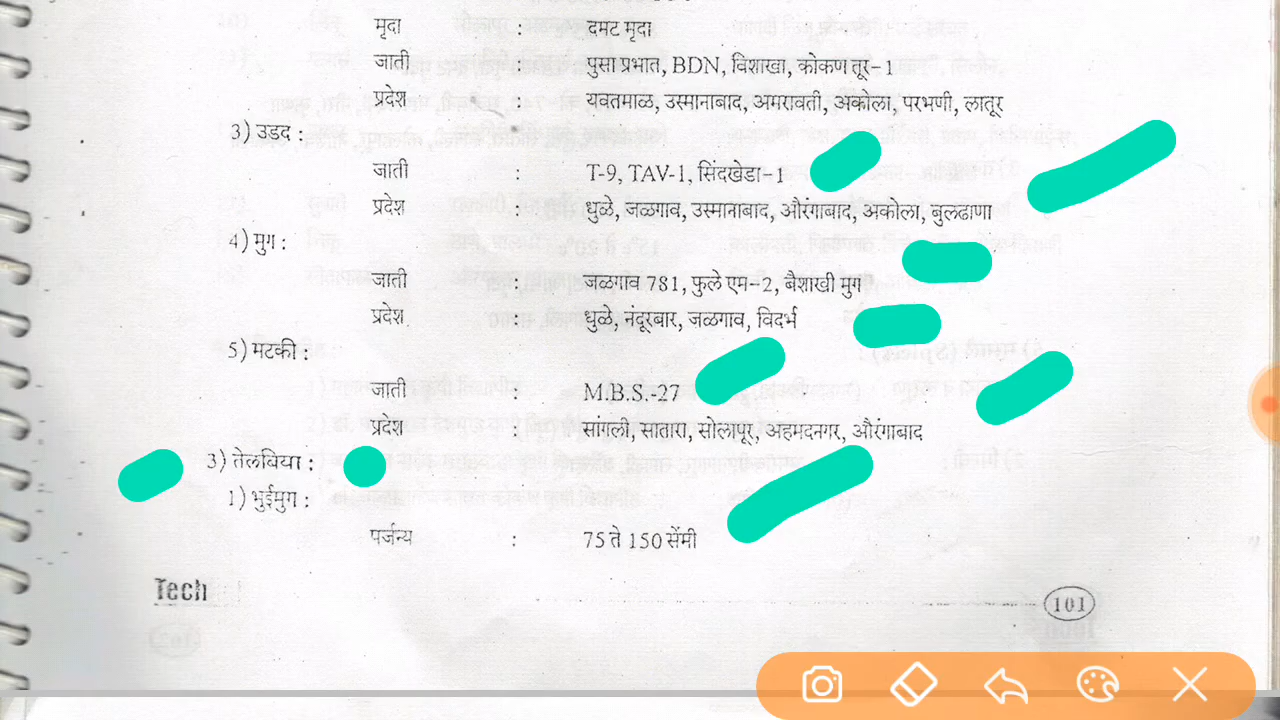 मृदा : दमट मृदा
जाती : पुसा प्रभात, BDN, विशाखा, कोकण तूर-1
प्रदेश : यवतमाळ, उस्मानाबाद, अमरावती, अकोला, परभणी, लातूर
3) उडद :
जाती : T-9, TAV-1, सिंदखेडा-1
प्रदेश : धुळे, जळगाव, उस्मानाबाद, औरंगाबाद, अकोला, बुलढाणा
4) मुग :
जाती : जळगाव 781, फुले एम-2, बैशाखी मुग
प्रदेश : धुळे, नंदूरबार, जळगाव, विदर्भ
5) मटकी :
जाती : M.B.S.-27
प्रदेश : सांगली, सातारा, सोलापूर, अहमदनगर, औरंगाबाद
3) तेलबिया :
1) भुईमुग :
पर्जन्य : 75 ते 150 सेंमी
Tech 101